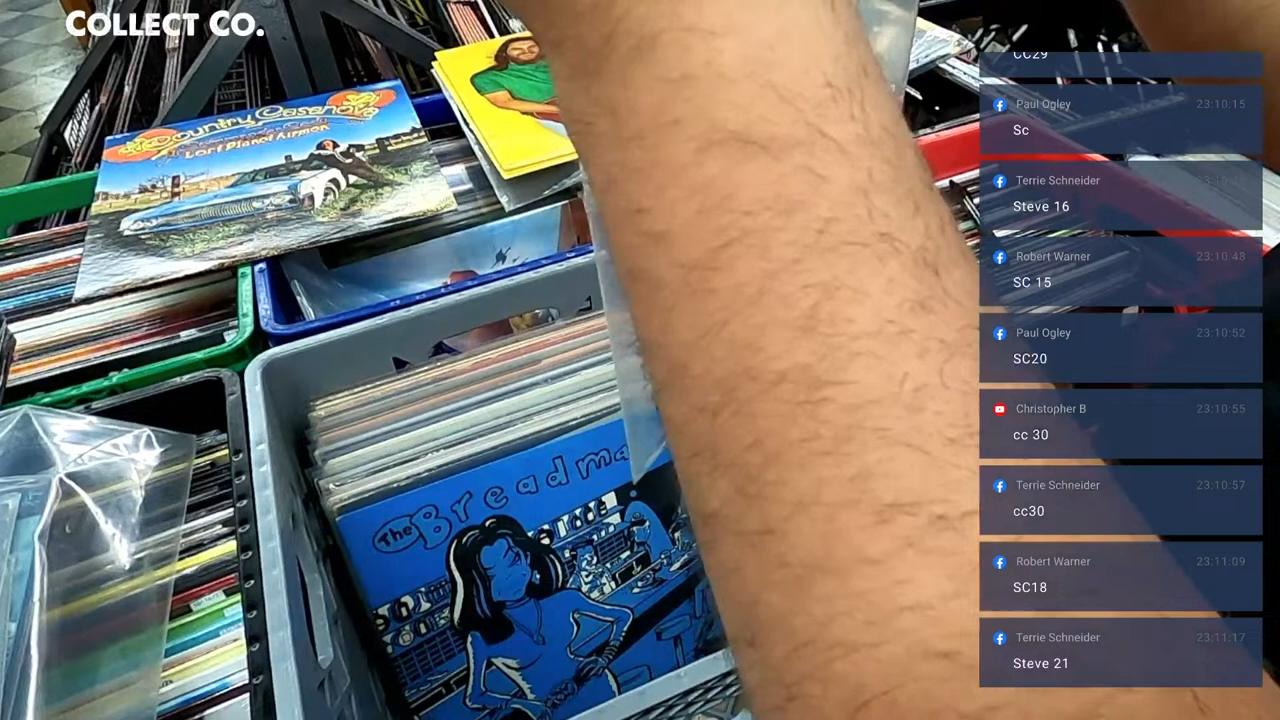 COLLECT CO.
Country Casanova
Lost Planet Airmen
The Breadma
CC29
Paul Ogley 23:10:15
Sc
Terrie Schneider
Steve 16
Robert Warner 23:10:48
SC 15
Paul Ogley 23:10:52
SC20
Christopher B 23:10:55
cc 30
Terrie Schneider 23:10:57
cc30
Robert Warner 23:11:09
SC18
Terrie Schneider 23:11:17
Steve 21